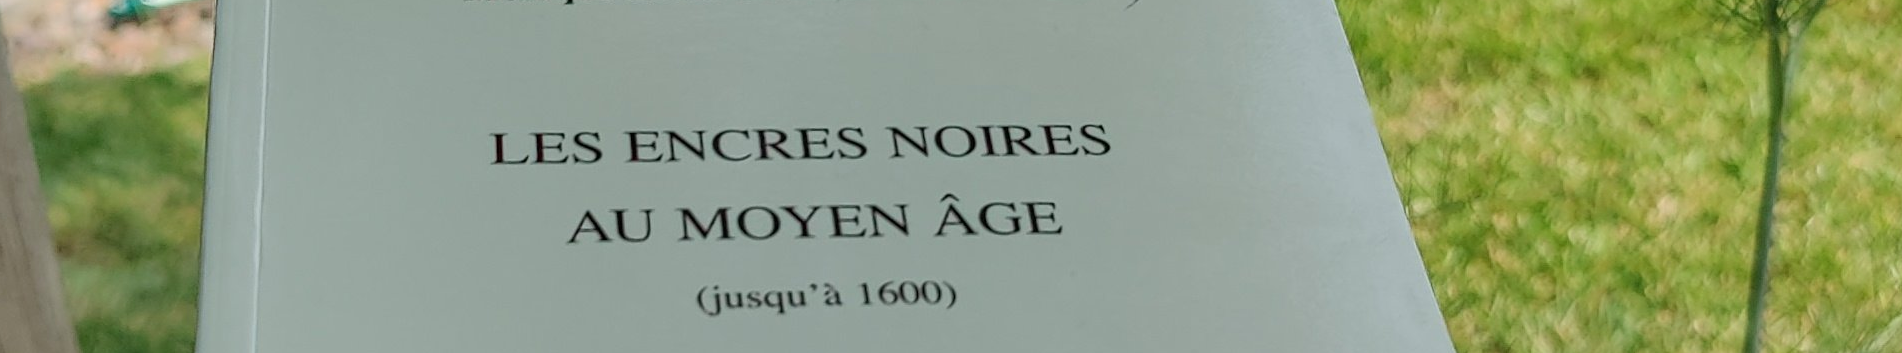 LES ENCRES NOIRES
AU MOYEN ÂGE
(jusqu'à 1600)